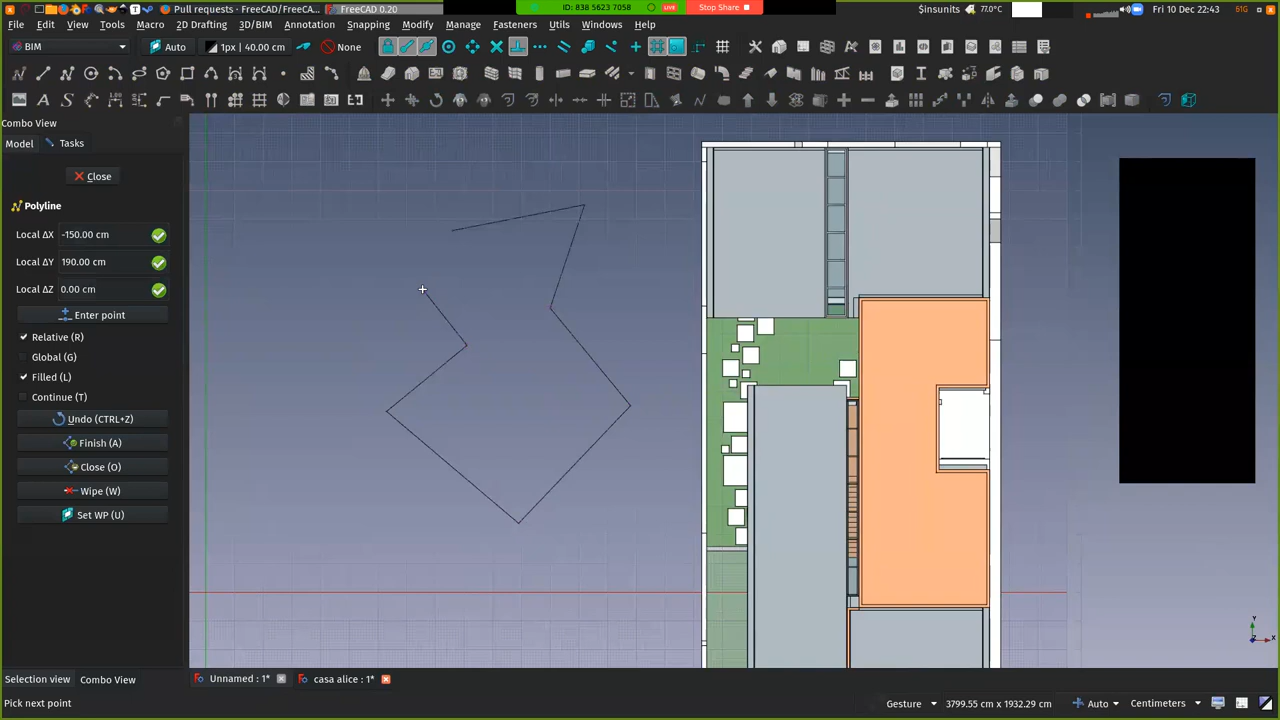 Pull requests - FreeCAD/FreeCA...
FreeCAD 0.20
ID: 838 5623 7058
LIVE
Stop Share
$insunits
77.0°C
Fri 10 Dec 22:43
61G
File
Edit
View
Tools
Macro
2D Drafting
3D/BIM
Annotation
Snapping
Modify
Manage
Fasteners
Utils
Windows
Help
BIM
Auto
1px | 40.00 cm
None
Combo View
Model
Tasks
Close
Polyline
Local ΔX
-150.00 cm
Local ΔY
190.00 cm
Local ΔZ
0.00 cm
Enter point
Relative (R)
Global (G)
Filled (L)
Continue (T)
Undo (CTRL+Z)
Finish (A)
Close (O)
Wipe (W)
Set WP (U)
Y
X
Z
Selection view
Combo View
Unnamed : 1*
casa alice : 1*
Pick next point
Gesture
3799.55 cm x 1932.29 cm
Auto
Centimeters